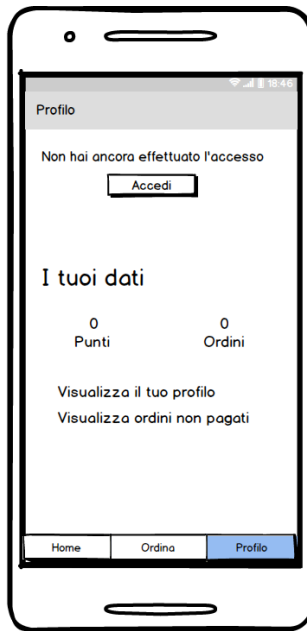 18:46
Profilo
Non hai ancora effettuato l'accesso
Accedi
I tuoi dati
0 0
Punti Ordini
Visualizza il tuo profilo
Visualizza ordini non pagati
Home Ordina Profilo